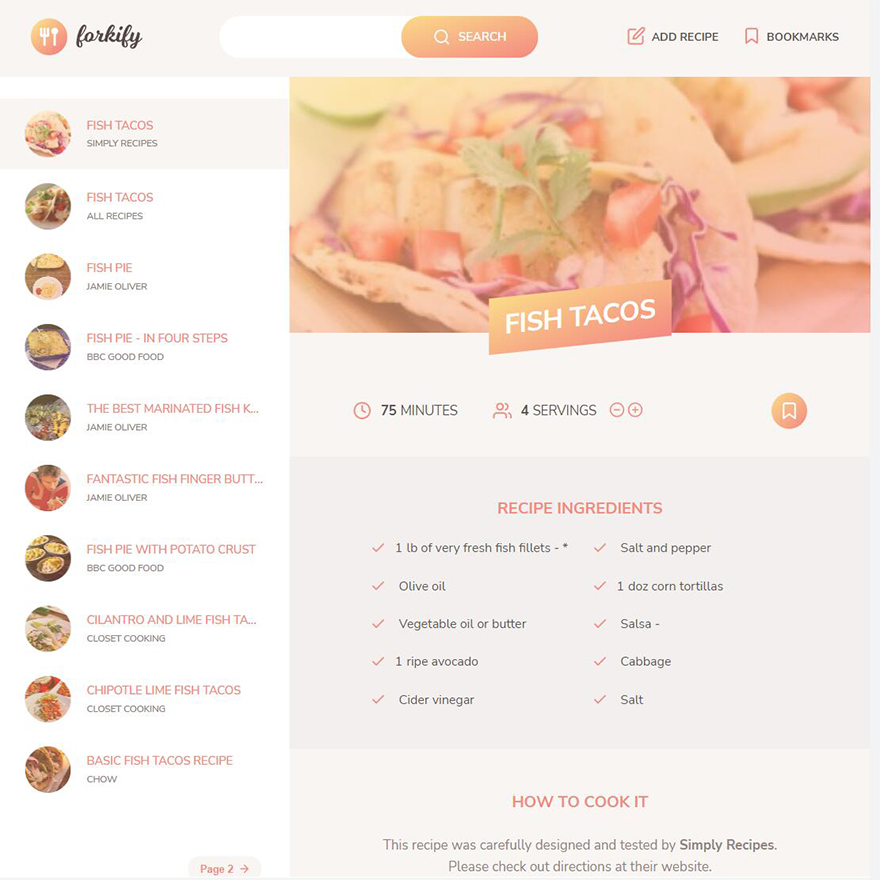 forkify
SEARCH
ADD RECIPE
BOOKMARKS
FISH TACOS
SIMPLY RECIPES
FISH TACOS
ALL RECIPES
FISH PIE
JAMIE OLIVER
FISH PIE - IN FOUR STEPS
BBC GOOD FOOD
THE BEST MARINATED FISH K...
JAMIE OLIVER
FANTASTIC FISH FINGER BUTT...
JAMIE OLIVER
FISH PIE WITH POTATO CRUST
BBC GOOD FOOD
CILANTRO AND LIME FISH TA...
CLOSET COOKING
CHIPOTLE LIME FISH TACOS
CLOSET COOKING
BASIC FISH TACOS RECIPE
CHOW
Page 2
FISH TACOS
75 MINUTES
4 SERVINGS
RECIPE INGREDIENTS
1 lb of very fresh fish fillets - *
Salt and pepper
Olive oil
1 doz corn tortillas
Vegetable oil or butter
Salsa -
1 ripe avocado
Cabbage
Cider vinegar
Salt
HOW TO COOK IT
This recipe was carefully designed and tested by Simply Recipes.
Please check out directions at their website.